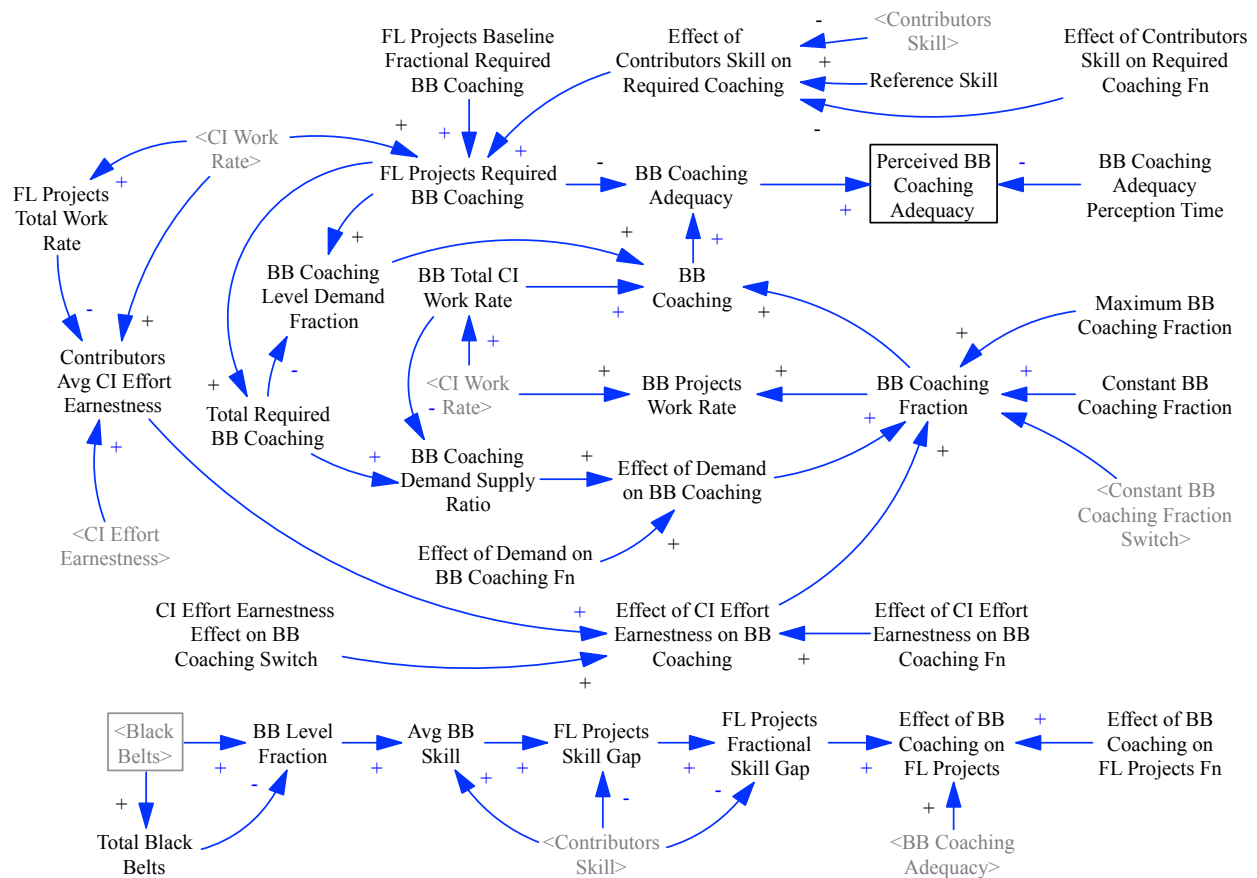 FL Projects Baseline
Fractional Required
BB Coaching
Effect of
Contributors Skill on
Required Coaching
-
<Contributors
Skill>
+
Reference Skill
Effect of Contributors
Skill on Required
Coaching Fn
-
<CI Work
Rate>
+
+
+
+
FL Projects
Total Work
Rate
FL Projects Required
BB Coaching
-
BB Coaching
Adequacy
+
Perceived BB
Coaching
Adequacy
-
BB Coaching
Adequacy
Perception Time
+
+
+
BB Coaching
Level Demand
Fraction
BB Total CI
Work Rate
+
BB
Coaching
+
Maximum BB
Coaching Fraction
-
+
Contributors
Avg CI Effort
Earnestness
+
-
+
<CI Work
Rate>
+
BB Projects
Work Rate
+
BB Coaching
Fraction
+
+
Constant BB
Coaching Fraction
+
Total Required
BB Coaching
-
+
+
+
<CI Effort
Earnestness>
+
BB Coaching
Demand Supply
Ratio
+
Effect of Demand
on BB Coaching
<Constant BB
Coaching Fraction
Switch>
Effect of Demand on
BB Coaching Fn
+
CI Effort Earnestness
Effect on BB
Coaching Switch
+
Effect of CI Effort
Earnestness on BB
Coaching
+
Effect of CI Effort
Earnestness on BB
Coaching Fn
+
<Black
Belts>
+
BB Level
Fraction
+
Avg BB
Skill
+
FL Projects
Skill Gap
+
FL Projects
Fractional
Skill Gap
+
Effect of BB
Coaching on
FL Projects
+
Effect of BB
Coaching on
FL Projects Fn
+
-
+
-
-
+
Total Black
Belts
<Contributors
Skill>
<BB Coaching
Adequacy>